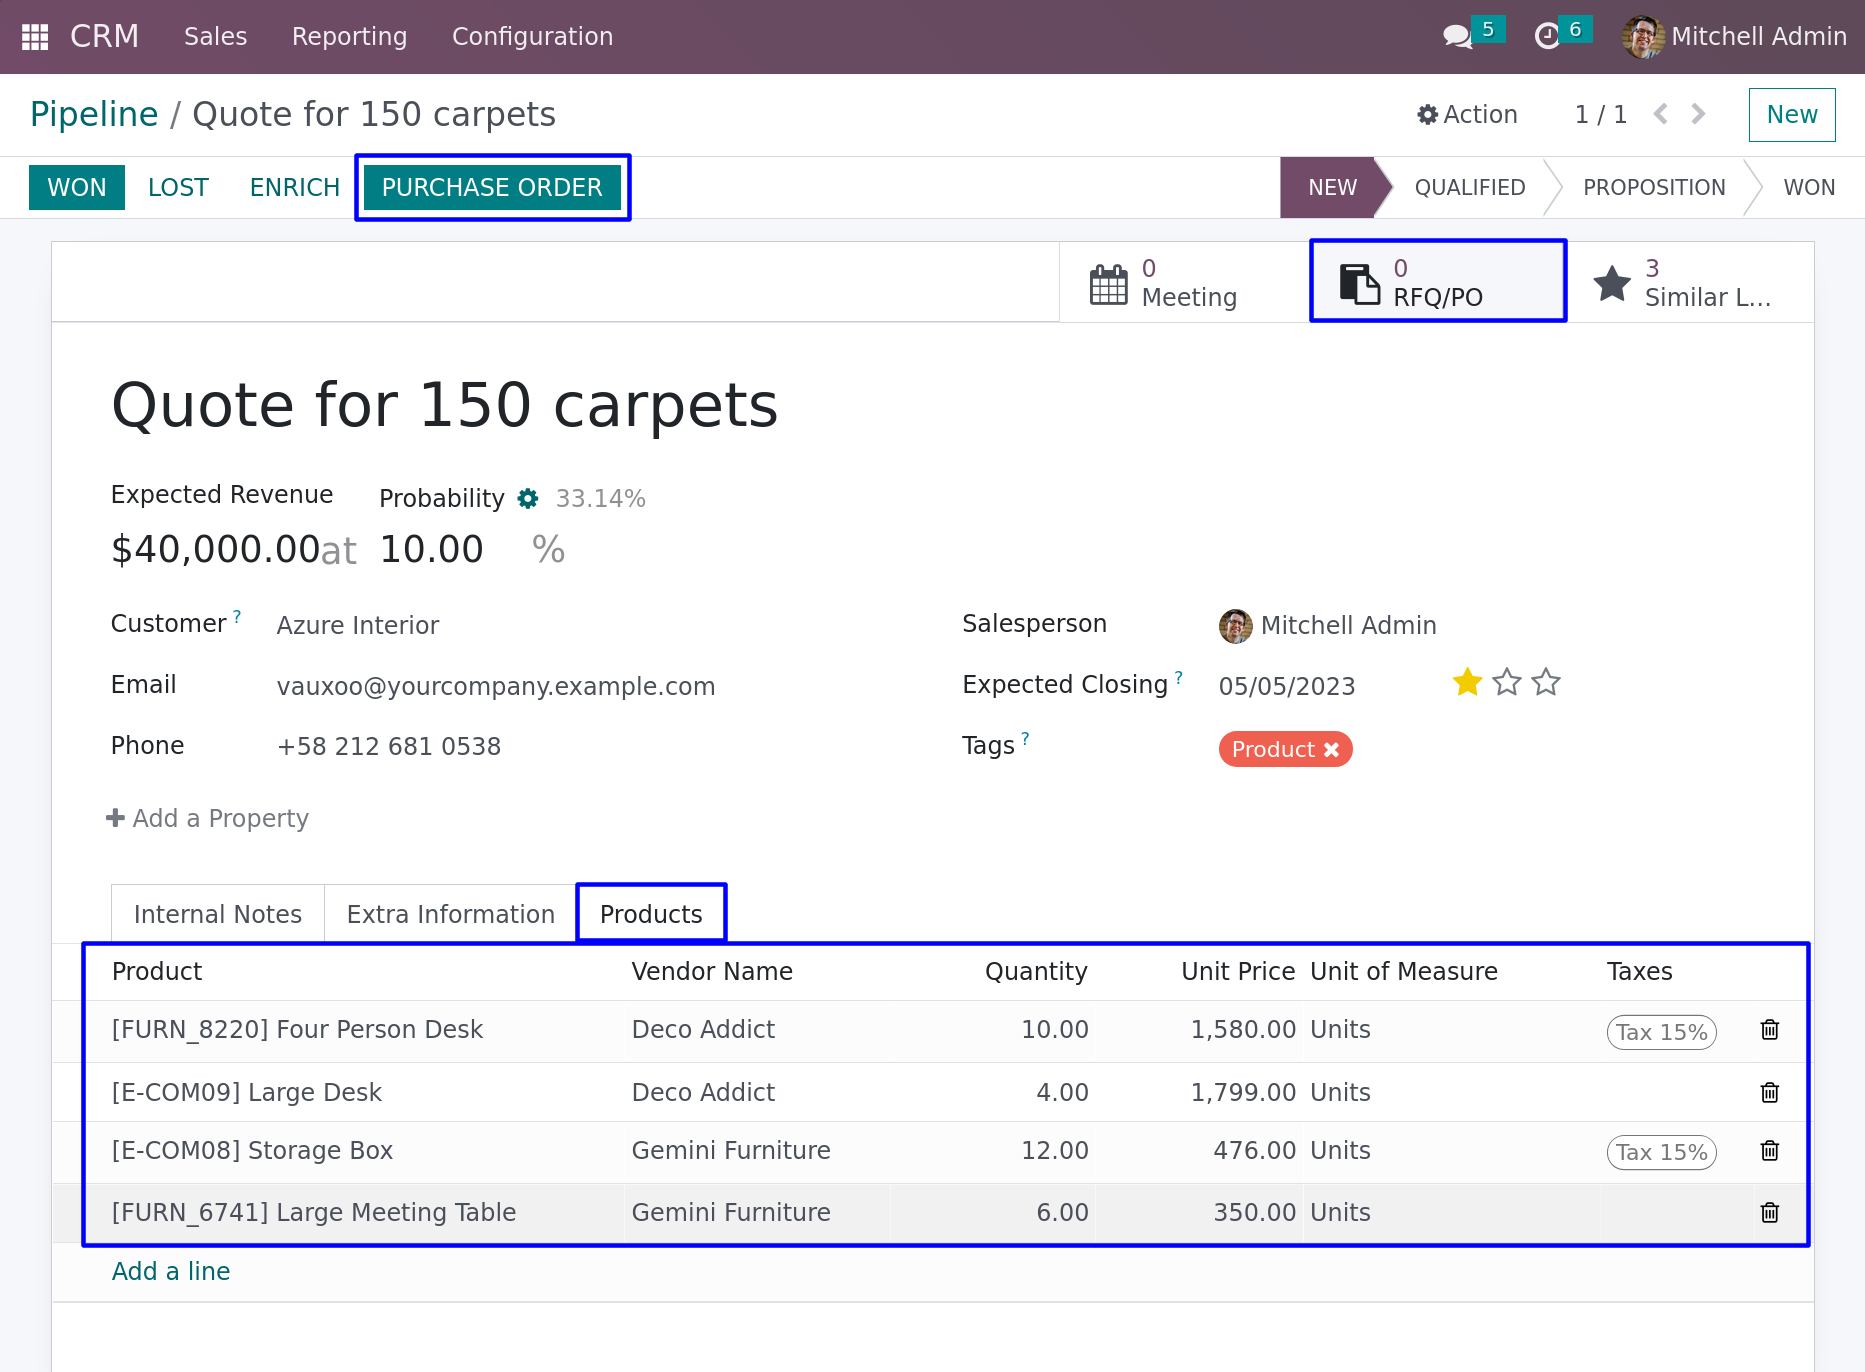 CRM Sales Reporting Configuration 5 6 Mitchell Admin
Pipeline / Quote for 150 carpets Action 1 / 1 New
WON LOST ENRICH PURCHASE ORDER NEW QUALIFIED PROPOSITION WON
0 Meeting 0 RFQ/PO 3 Similar L...
Quote for 150 carpets
Expected Revenue Probability 33.14%
$40,000.00 at 10.00 %
Customer ? Azure Interior Salesperson Mitchell Admin
Email vauxoo@yourcompany.example.com Expected Closing ? 05/05/2023
Phone +58 212 681 0538 Tags ? Product
Add a Property
Internal Notes Extra Information Products
Product Vendor Name Quantity Unit Price Unit of Measure Taxes
[FURN_8220] Four Person Desk Deco Addict 10.00 1,580.00 Units Tax 15%
[E-COM09] Large Desk Deco Addict 4.00 1,799.00 Units
[E-COM08] Storage Box Gemini Furniture 12.00 476.00 Units Tax 15%
[FURN_6741] Large Meeting Table Gemini Furniture 6.00 350.00 Units
Add a line